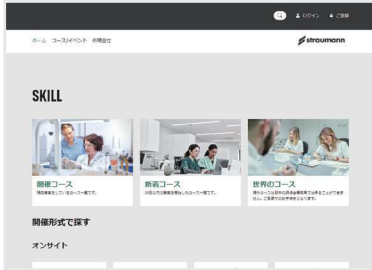 ログイン ご登録
ホーム コース/イベント お問合せ
straumann
SKILL
開催コース
新着コース
世界のコース
開催形式で探す
オンサイト